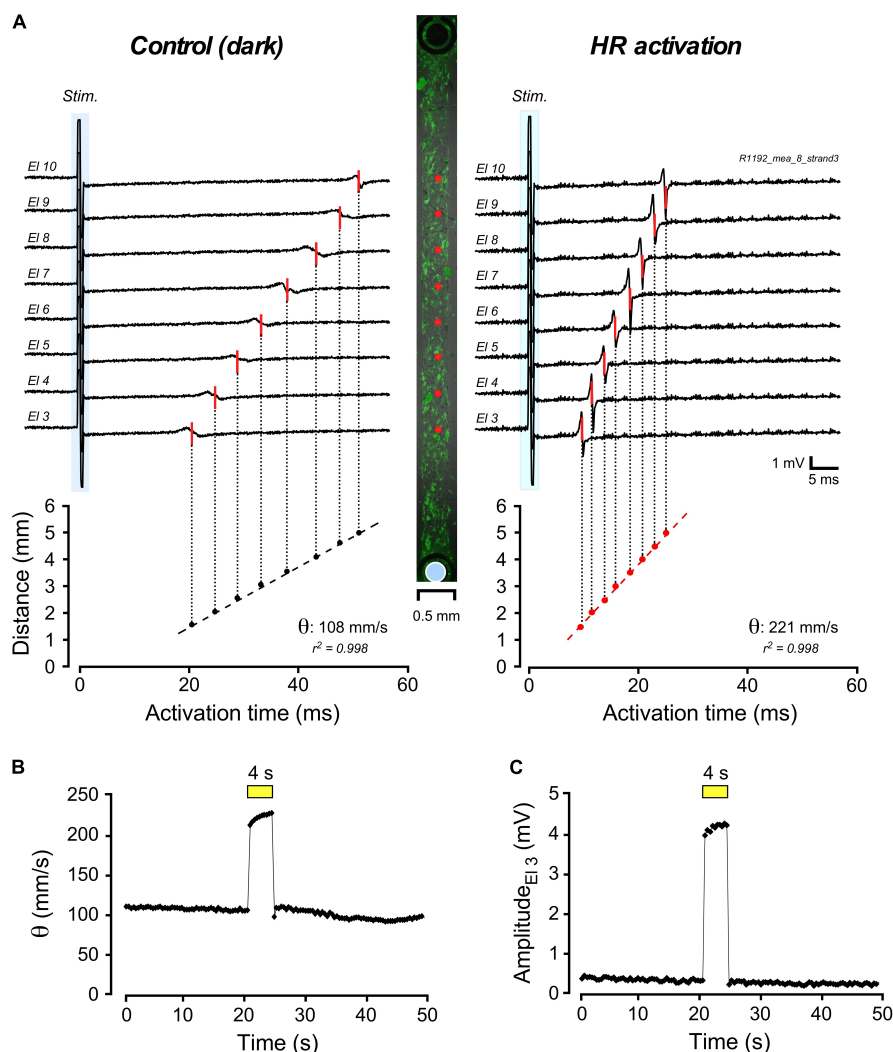 A
Control (dark)
HR activation
Stim.
Stim.
R1192_mea_8_strand3
El 10
El 9
El 8
El 7
El 6
El 5
El 4
El 3
El 10
El 9
El 8
El 7
El 6
El 5
El 4
El 3
1 mV
5 ms
Distance (mm)
6
5
4
3
2
1
0
θ: 108 mm/s
r² = 0.998
0
20
40
60
Activation time (ms)
0.5 mm
6
5
4
3
2
1
0
θ: 221 mm/s
r² = 0.998
0
20
40
60
Activation time (ms)
B
4 s
θ (mm/s)
250
200
150
100
50
0
0
10
20
30
40
50
Time (s)
C
4 s
Amplitude El 3 (mV)
5
4
3
2
1
0
0
10
20
30
40
50
Time (s)